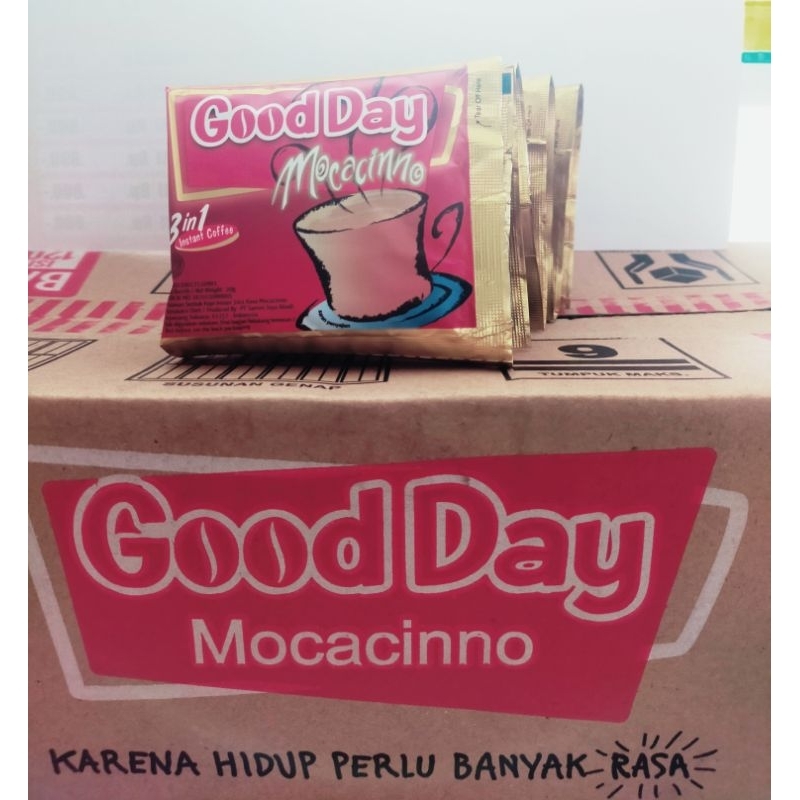 Good Day
Mocacinno
Tear Off Here
3 in 1
Instant Coffee
BA
9
SUSUNAN GENAP
TUMPUK MAKS.
Good Day
Mocacinno
KARENA HIDUP PERLU BANYAK RASA